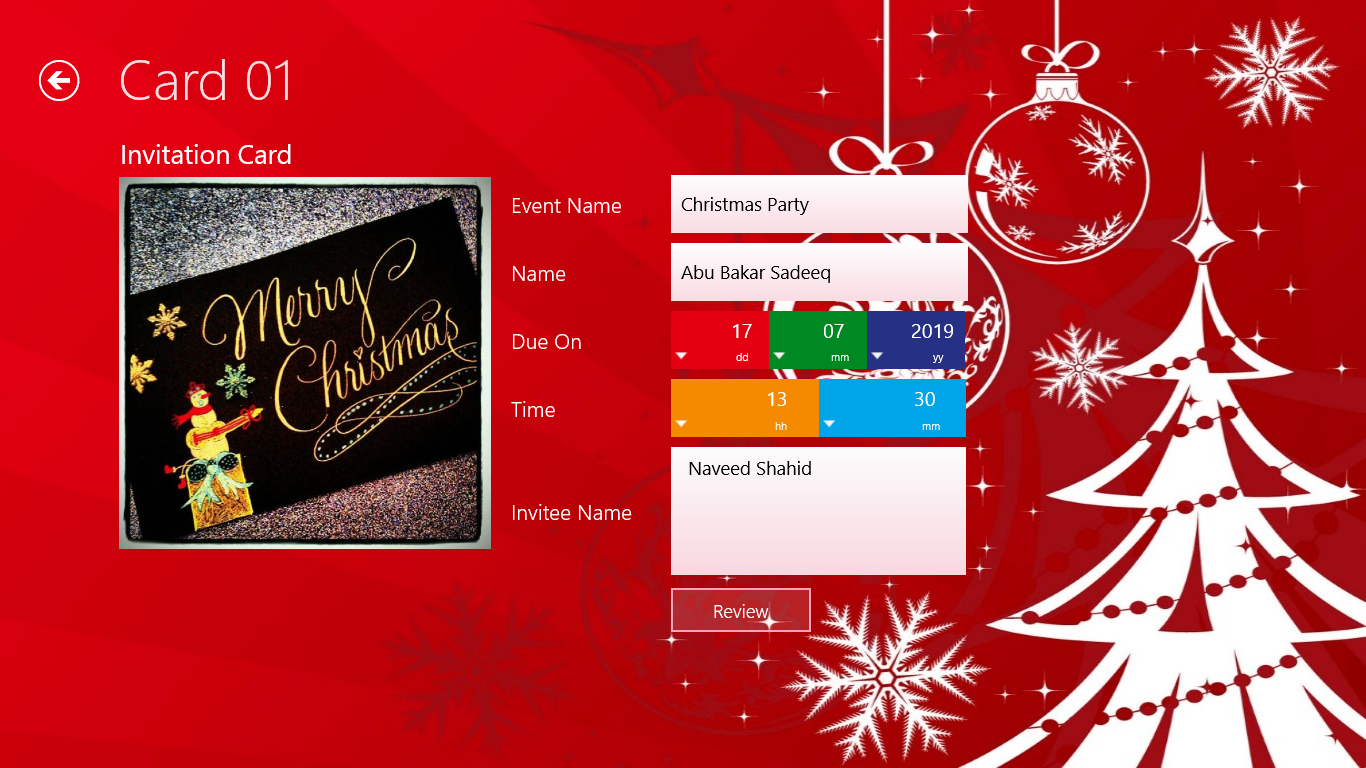 Card 01
Invitation Card
Merry
Christmas
Event Name
Christmas Party
Name
Abu Bakar Sadeeq
Due On
17
dd
07
mm
2019
yy
Time
13
hh
30
mm
Invitee Name
Naveed Shahid
Review